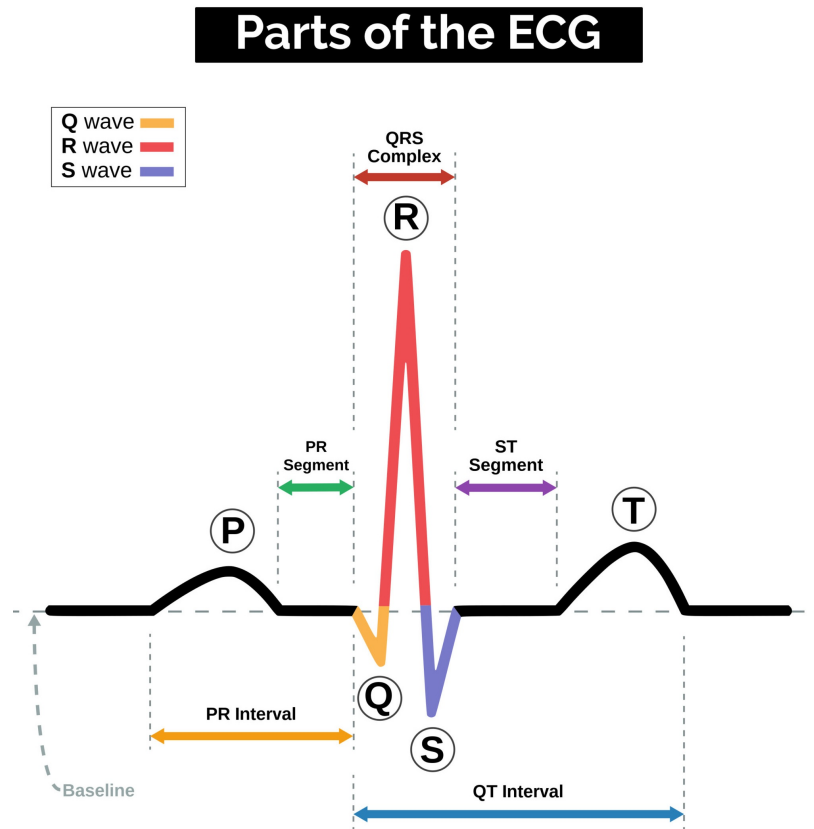 Parts of the ECG
Q wave
R wave
S wave
QRS
Complex
R
PR
Segment
ST
Segment
P
T
Q
PR Interval
S
Baseline
QT Interval